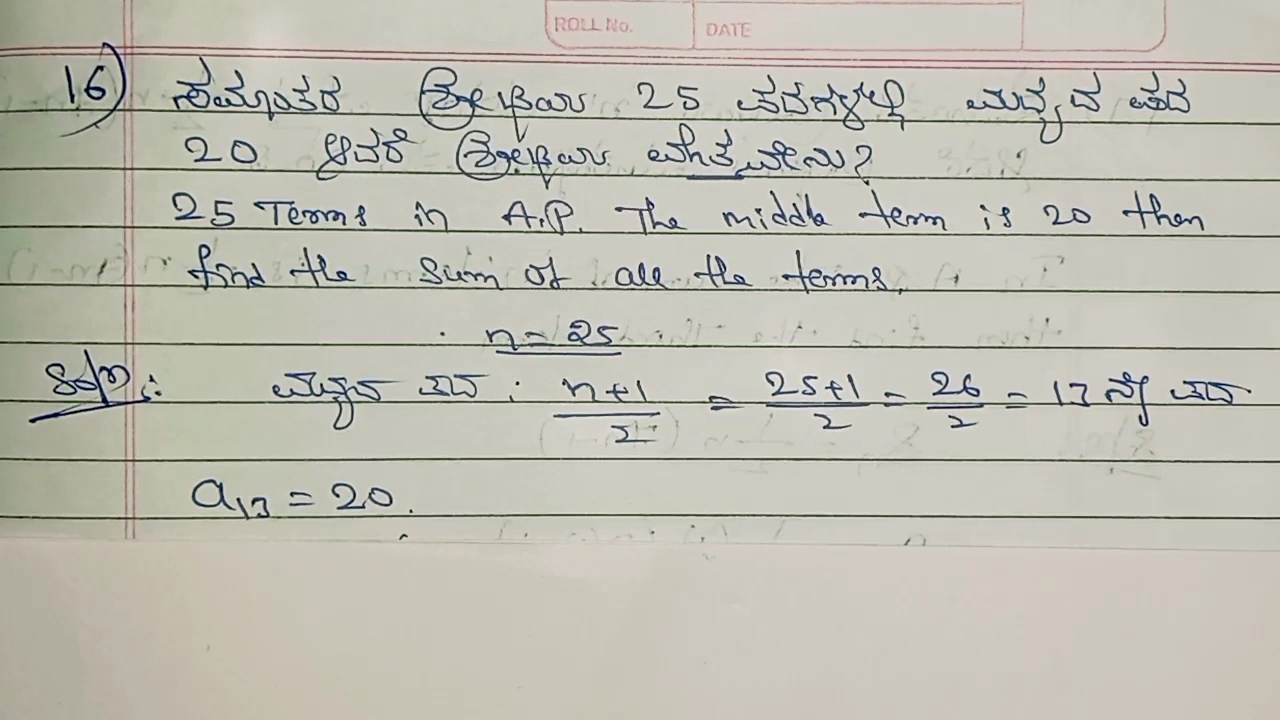 ROLL No. DATE
16) ಸಮಾಂತರ ಶ್ರೇಢಿಯ 25 ಪದಗಳಲ್ಲಿ ಮಧ್ಯದ ಪದ
20 ಆದರೆ ಶ್ರೇಢಿಯ ಮೊತ್ತವೇನು?
25 Terms in A.P. The middle term is 20 then
find the sum of all the terms.
n = 25
Soln: ಮಧ್ಯದ ಪದ : n+1/2 = 25+1/2 = 26/2 = 13 ನೇ ಪದ
a13 = 20.